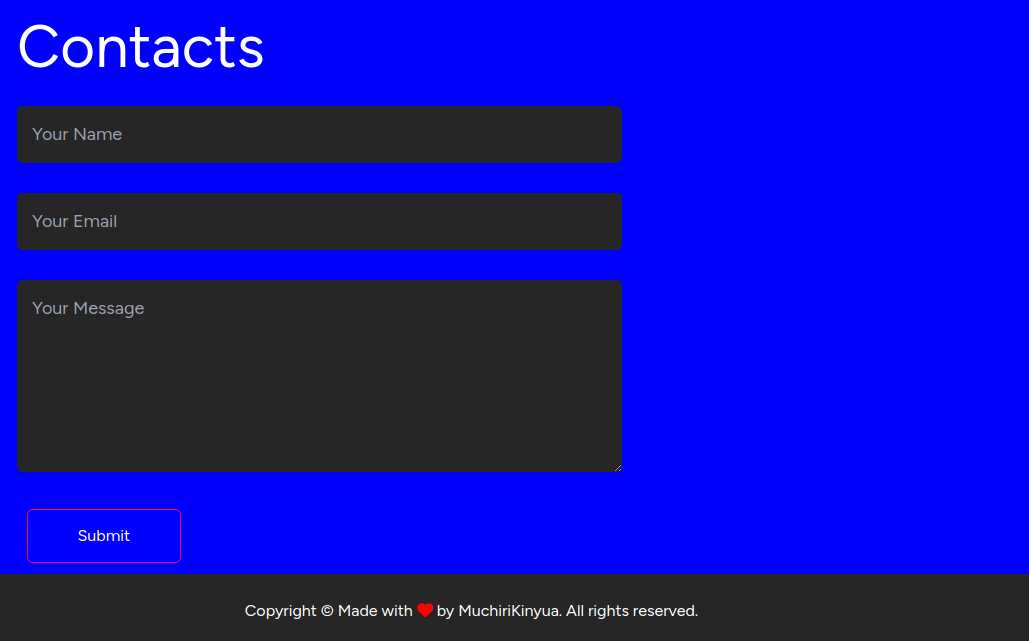 Contacts
Your Name
Your Email
Your Message
Submit
Copyright © Made with ❤ by MuchiriKinyua. All rights reserved.